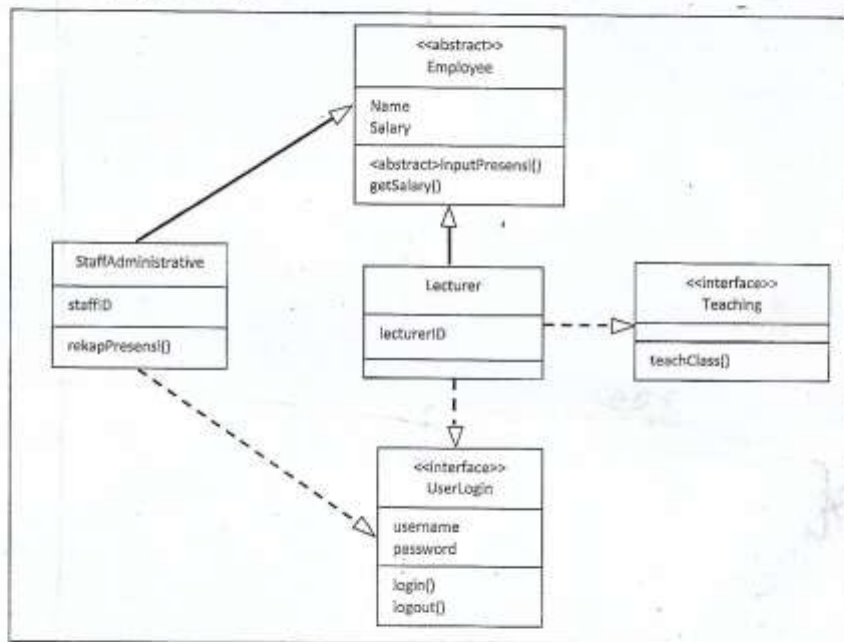 <<abstract>>
Employee
Name
Salary
<abstract>inputPresensi()
getSalary()
StaffAdministrative
staffID
rekapPresensi()
Lecturer
lecturerID
<<interface>>
Teaching
teachClass()
<<interface>>
UserLogin
username
password
login()
logout()